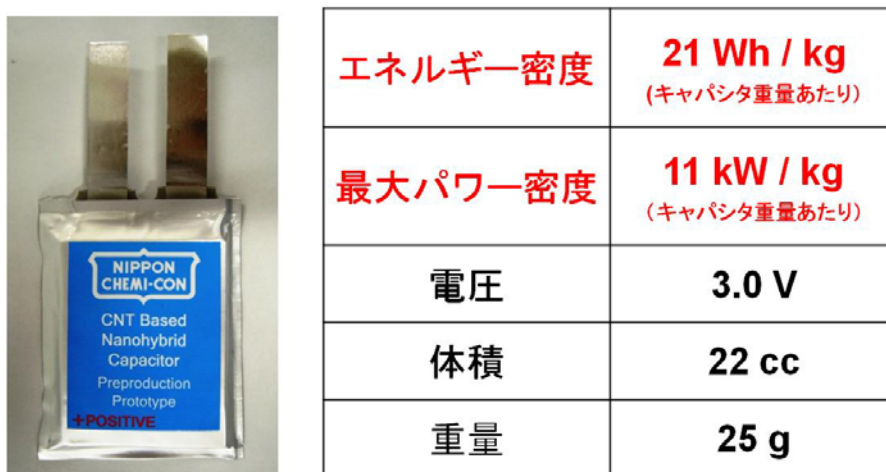 NIPPON
CHEMI-CON
CNT Based
Nanohybrid
Capacitor
Preproduction
Prototype
+POSITIVE
エネルギー密度 21 Wh / kg
(キャパシタ重量あたり)
最大パワー密度 11 kW / kg
(キャパシタ重量あたり)
電圧 3.0 V
体積 22 cc
重量 25 g